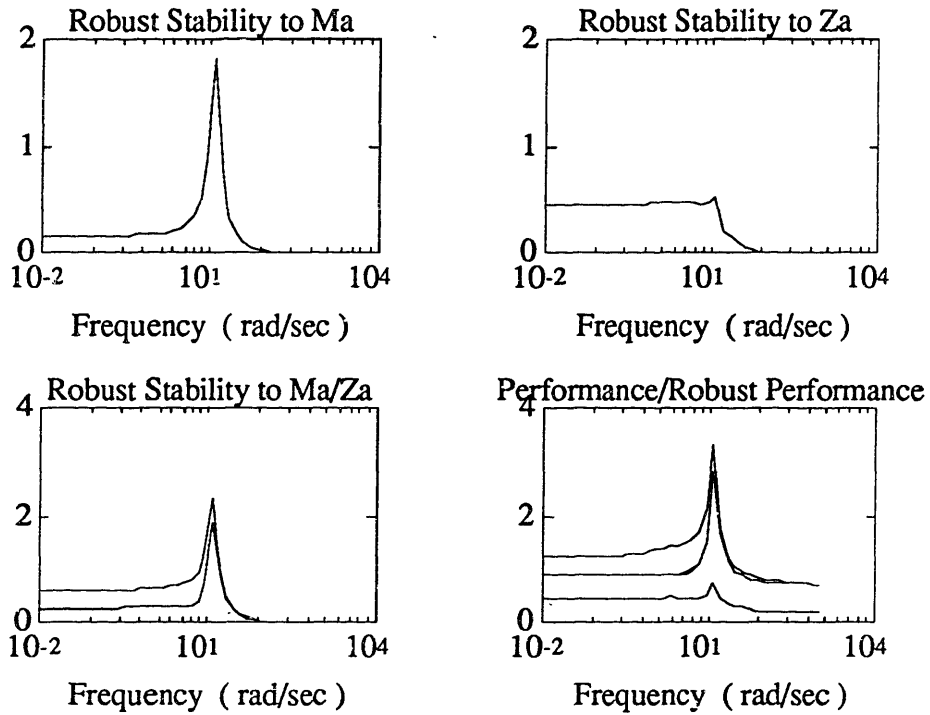 Robust Stability to Ma
2
1
0
10-2 101 104
Frequency ( rad/sec )
Robust Stability to Za
2
1
0
10-2 101 104
Frequency ( rad/sec )
Robust Stability to Ma/Za
4
2
0
10-2 101 104
Frequency ( rad/sec )
Performance/Robust Performance
4
2
0
10-2 101 104
Frequency ( rad/sec )